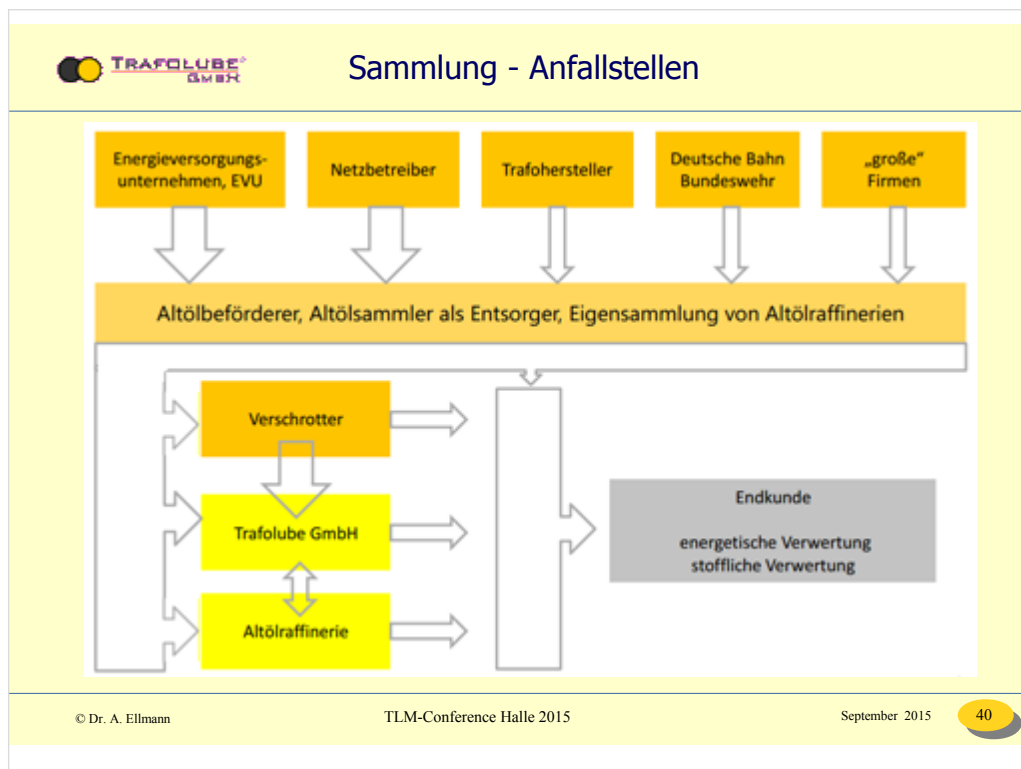 TRAFOLUBE®
GMBH
Sammlung - Anfallstellen
Energieversorgungs-
unternehmen, EVU
Netzbetreiber
Trafohersteller
Deutsche Bahn
Bundeswehr
„große“
Firmen
Altölbeförderer, Altölsammler als Entsorger, Eigensammlung von Altölraffinerien
Verschrotter
Trafolube GmbH
Altölraffinerie
Endkunde
energetische Verwertung
stoffliche Verwertung
© Dr. A. Ellmann
TLM-Conference Halle 2015
September 2015
40